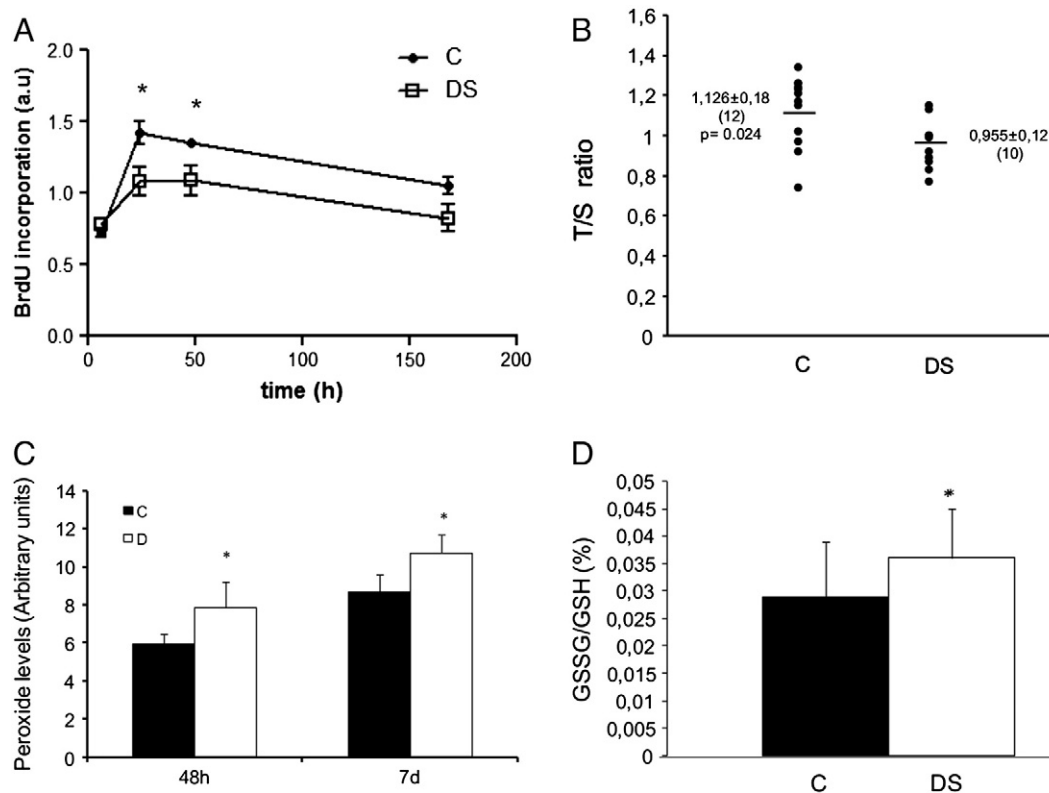 A
BrdU incorporation (a.u)
2.0
1.5
1.0
0.5
0.0
0
50
100
150
200
time (h)
C
DS
*
*
B
T/S ratio
1,6
1,4
1,2
1
0,8
0,6
0,4
0,2
0
1,126±0,18
(12)
p= 0.024
0,955±0,12
(10)
C
DS
C
Peroxide levels (Arbitrary units)
14
12
10
8
6
4
2
0
C
D
*
*
48h
7d
D
GSSG/GSH (%)
0,05
0,045
0,04
0,035
0,03
0,025
0,02
0,015
0,01
0,005
0
*
C
DS